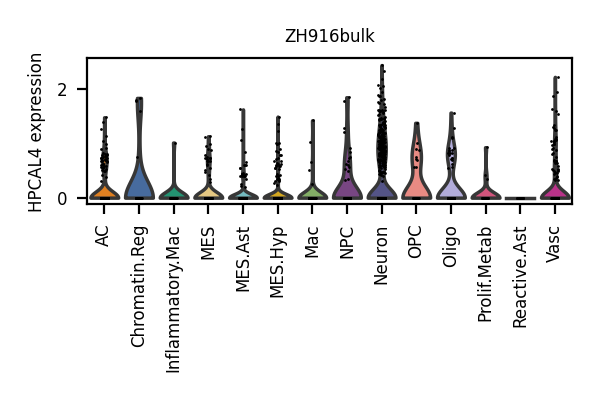 ZH916bulk
HPCAL4 expression
2
0
AC
Chromatin.Reg
Inflammatory.Mac
MES
MES.Ast
MES.Hyp
Mac
NPC
Neuron
OPC
Oligo
Prolif.Metab
Reactive.Ast
Vasc